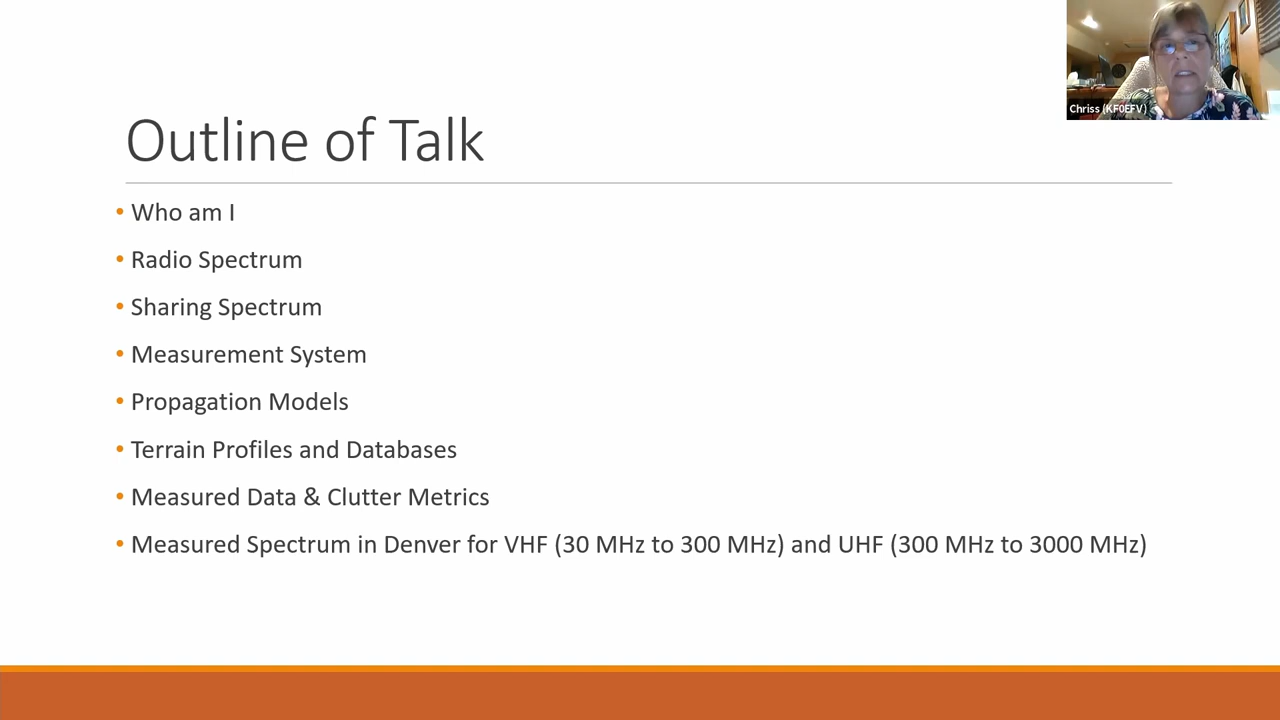 Chriss (KF0EFV)
Outline of Talk
• Who am I
• Radio Spectrum
• Sharing Spectrum
• Measurement System
• Propagation Models
• Terrain Profiles and Databases
• Measured Data & Clutter Metrics
• Measured Spectrum in Denver for VHF (30 MHz to 300 MHz) and UHF (300 MHz to 3000 MHz)